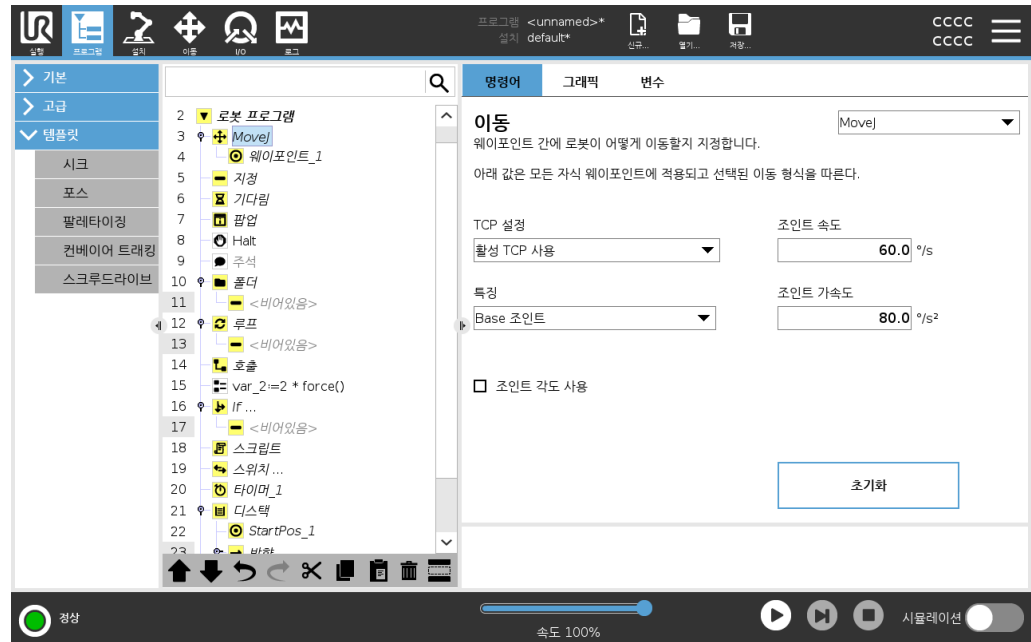 UR
실행
프로그램
설치
이동
I/O
로그
프로그램 <unnamed>*
설치 default*
신규...
열기...
저장...
CCCC
CCCC
기본
고급
템플릿
시크
포스
팔레타이징
컨베이어 트래킹
스크루드라이브
2 로봇 프로그램
3 MoveJ
4 웨이포인트_1
5 지정
6 기다림
7 팝업
8 Halt
9 주석
10 폴더
11 <비어있음>
12 루프
13 <비어있음>
14 호출
15 var_2:=2 * force()
16 If ...
17 <비어있음>
18 스크립트
19 스위치 ...
20 타이머_1
21 디스택
22 StartPos_1
23 방향
명령어
그래픽
변수
이동
MoveJ
웨이포인트 간에 로봇이 어떻게 이동할지 지정합니다.
아래 값은 모든 자식 웨이포인트에 적용되고 선택된 이동 형식을 따른다.
TCP 설정
조인트 속도
활성 TCP 사용
60.0 °/s
특징
조인트 가속도
Base 조인트
80.0 °/s²
조인트 각도 사용
초기화
정상
속도 100%
시뮬레이션